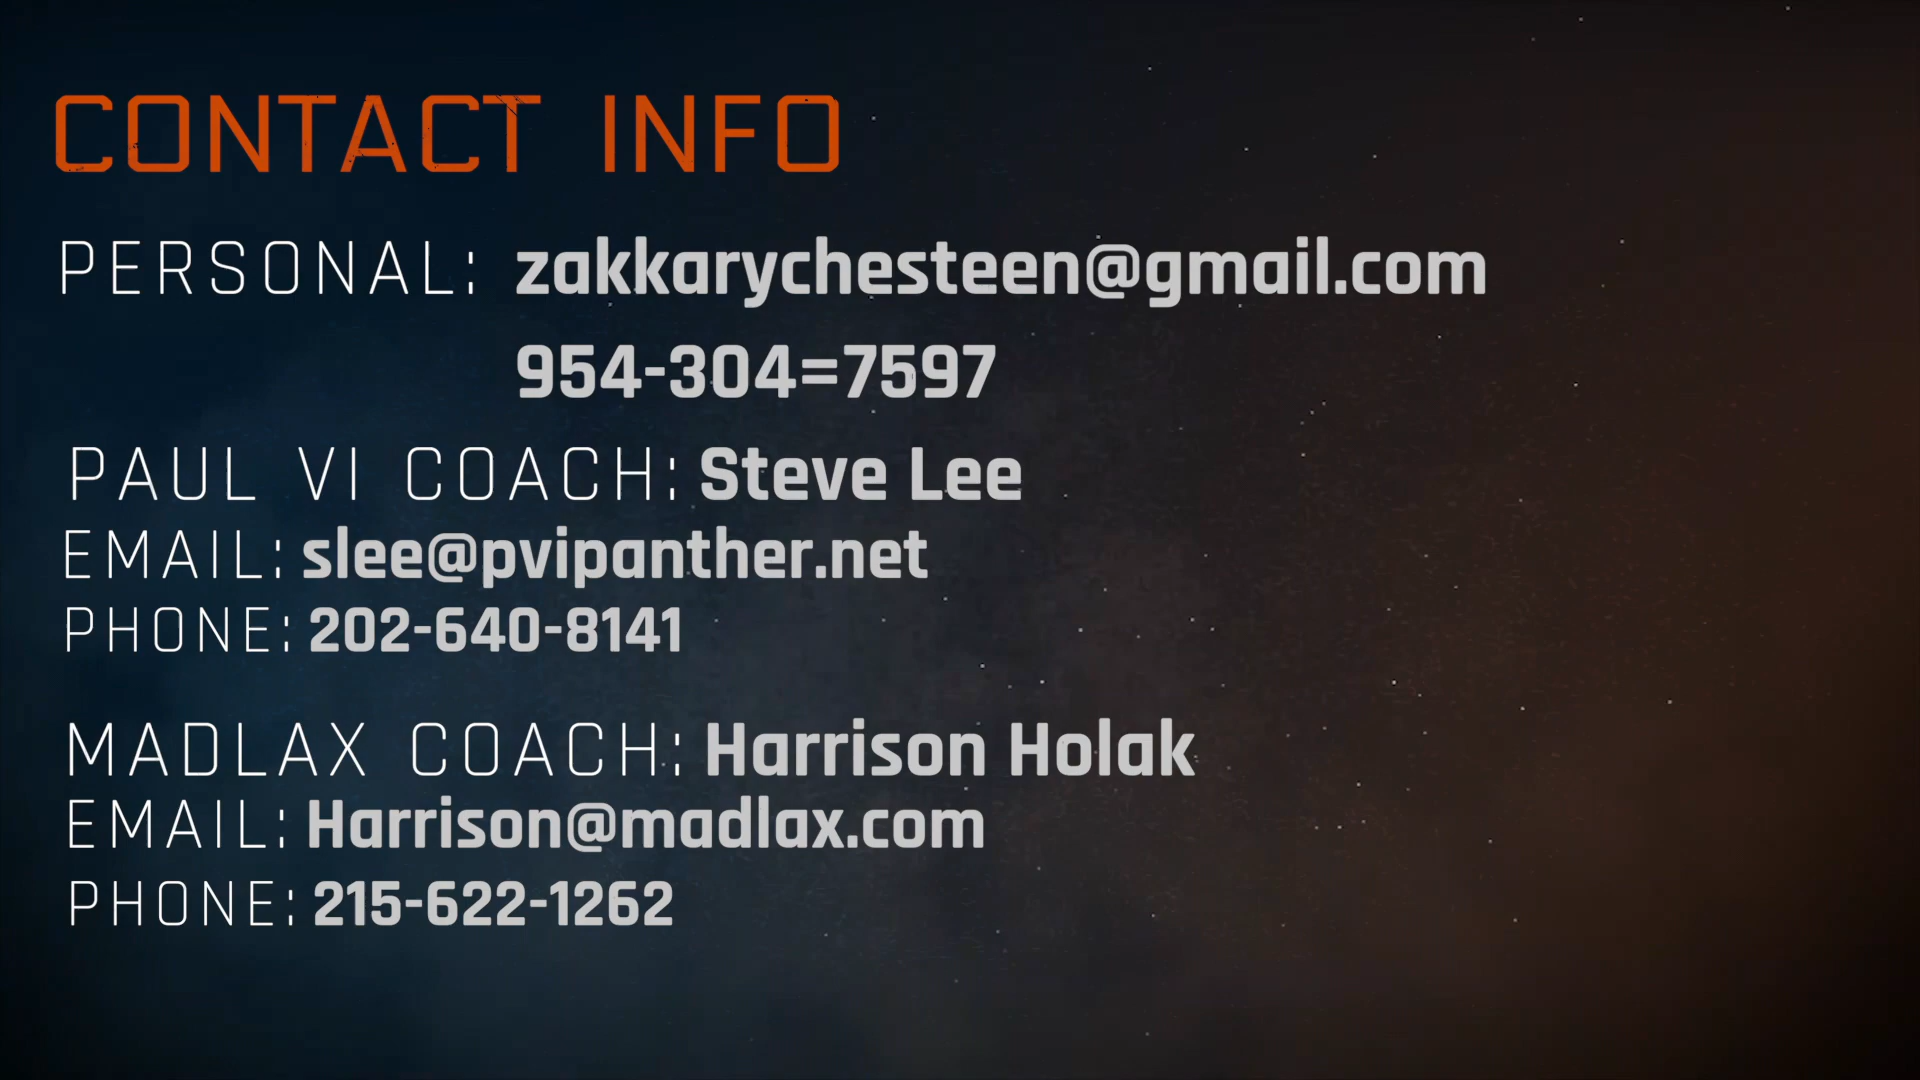 CONTACT INFO
PERSONAL: zakkarychesteen@gmail.com
954-304=7597
PAUL VI COACH: Steve Lee
EMAIL: slee@pvipanther.net
PHONE: 202-640-8141
MADLAX COACH: Harrison Holak
EMAIL: Harrison@madlax.com
PHONE: 215-622-1262